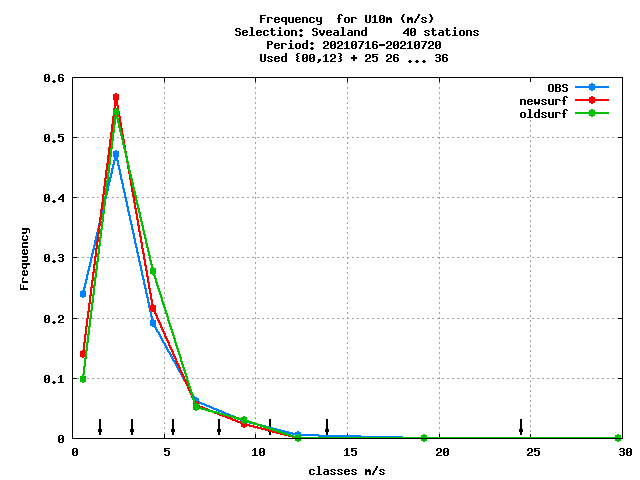 Frequency  for U10m (m/s)
Selection: Svealand     40 stations
Period: 20210716-20210720
Used {00,12} + 25 26 ... 36
0.6
0.5
0.4
0.3
0.2
0.1
0
Frequency
OBS
newsurf
oldsurf
0 5 10 15 20 25 30
classes m/s